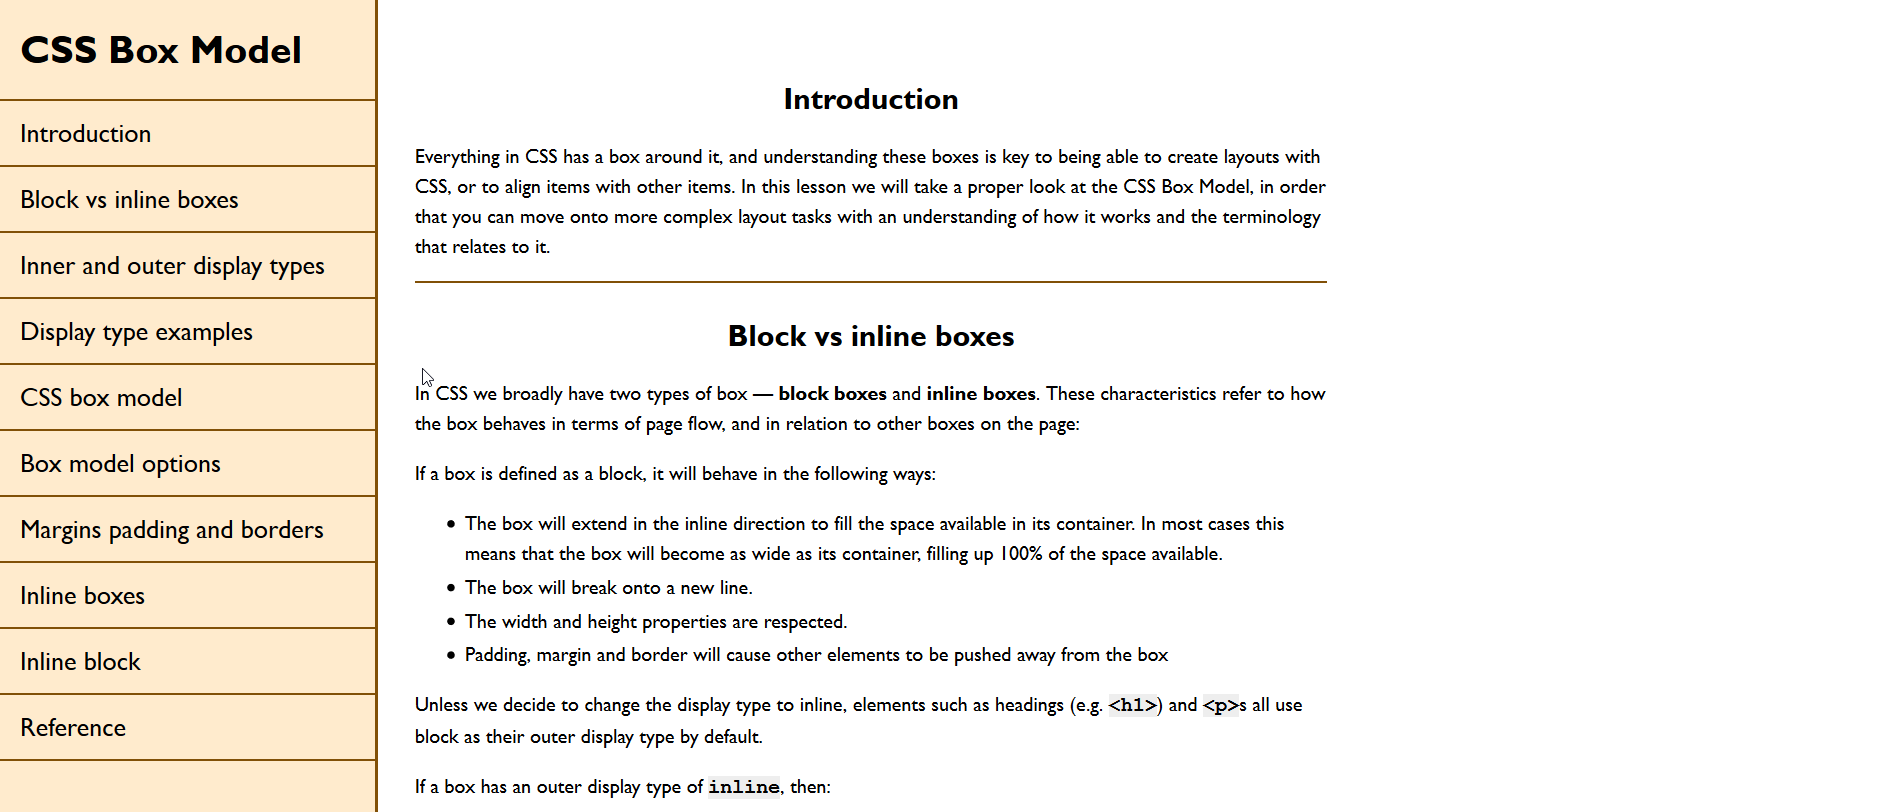 CSS Box Model
Introduction
Block vs inline boxes
Inner and outer display types
Display type examples
CSS box model
Box model options
Margins padding and borders
Inline boxes
Inline block
Reference
Introduction
Everything in CSS has a box around it, and understanding these boxes is key to being able to create layouts with
CSS, or to align items with other items. In this lesson we will take a proper look at the CSS Box Model, in order
that you can move onto more complex layout tasks with an understanding of how it works and the terminology
that relates to it.
Block vs inline boxes
In CSS we broadly have two types of box — block boxes and inline boxes. These characteristics refer to how
the box behaves in terms of page flow, and in relation to other boxes on the page:
If a box is defined as a block, it will behave in the following ways:
• The box will extend in the inline direction to fill the space available in its container. In most cases this
means that the box will become as wide as its container, filling up 100% of the space available.
• The box will break onto a new line.
• The width and height properties are respected.
• Padding, margin and border will cause other elements to be pushed away from the box
Unless we decide to change the display type to inline, elements such as headings (e.g. <h1>) and <p>s all use
block as their outer display type by default.
If a box has an outer display type of inline, then: